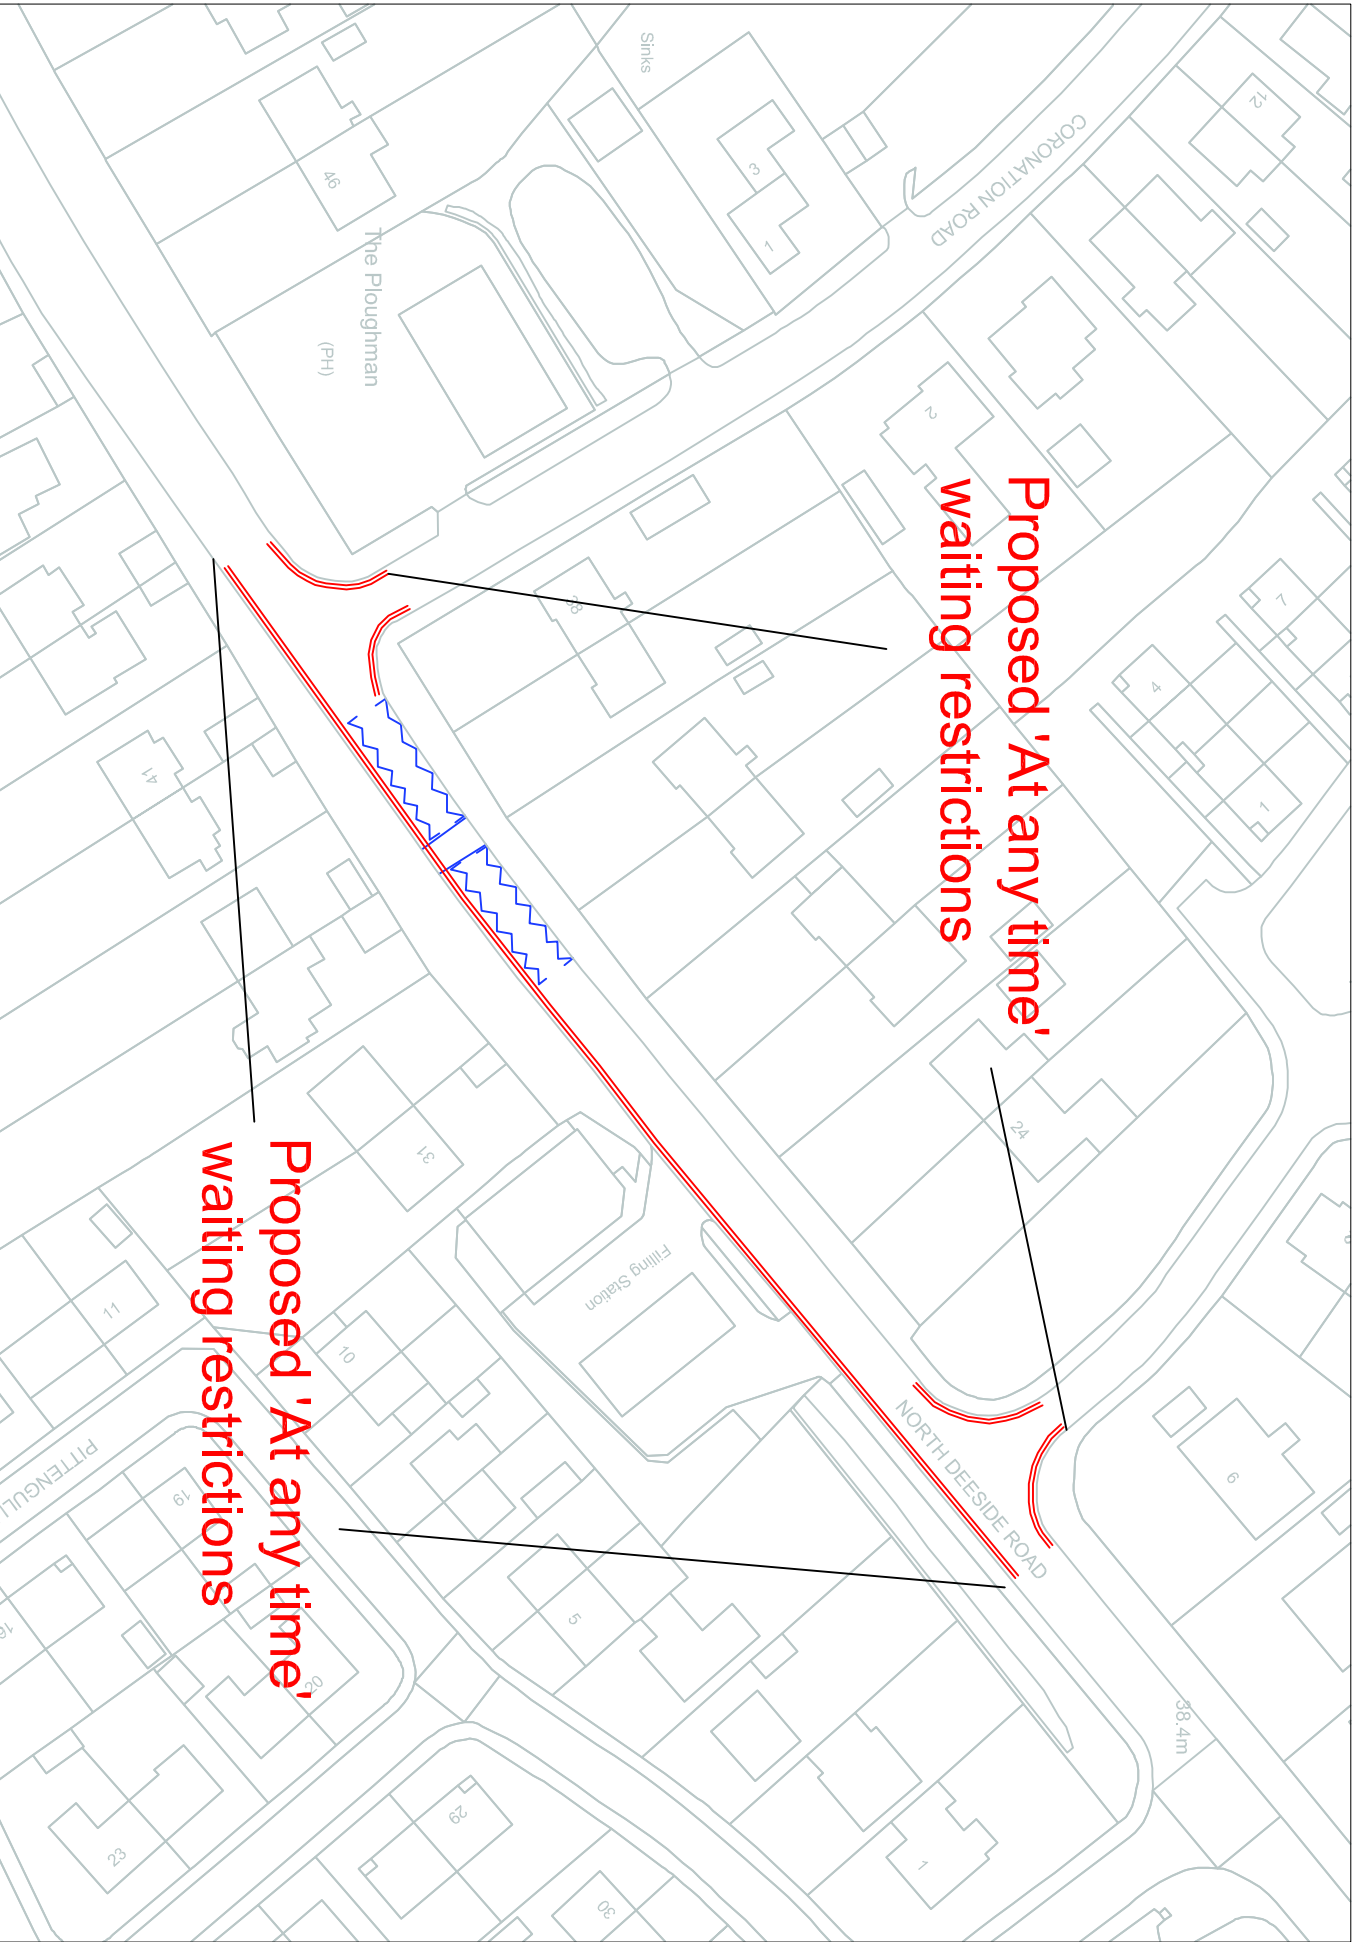 Proposed 'At any time'
waiting restrictions
Proposed 'At any time'
waiting restrictions
CORONATION ROAD
NORTH DEESIDE ROAD
The Ploughman
(PH)
Sinks
Filling Station
38.4m
46
3
1
12
2
38
7
4
1
24
6
41
31
11
10
19
20
5
23
29
30
1